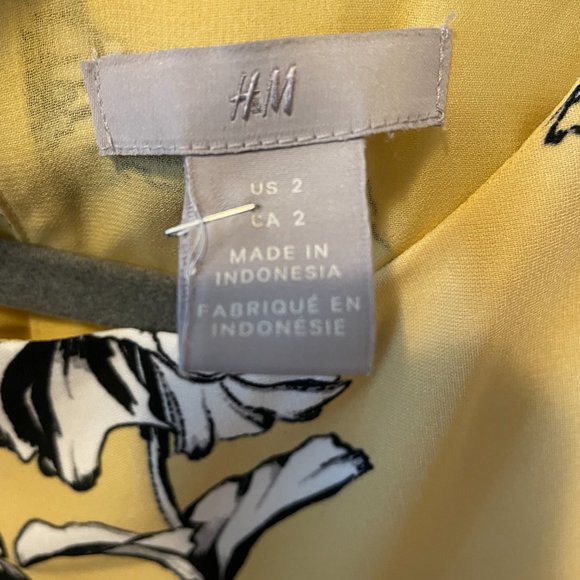 H&M
US 2
CA 2
MADE IN
INDONESIA
FABRIQUÉ EN
INDONÉSIE